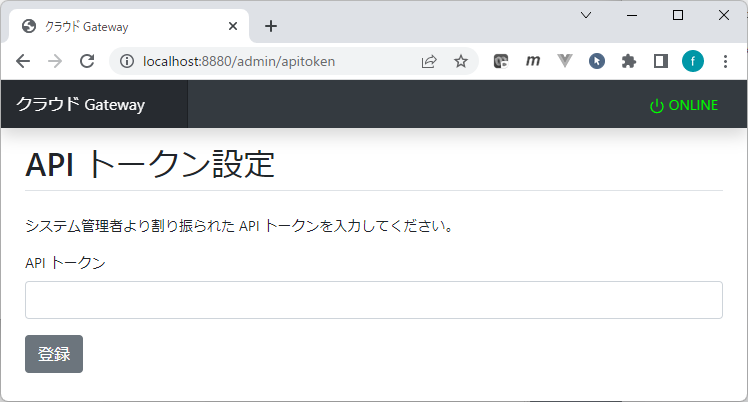 クラウド Gateway
localhost:8880/admin/apitoken
f
クラウド Gateway
ONLINE
API トークン設定
システム管理者より割り振られた API トークンを入力してください。
API トークン
登録